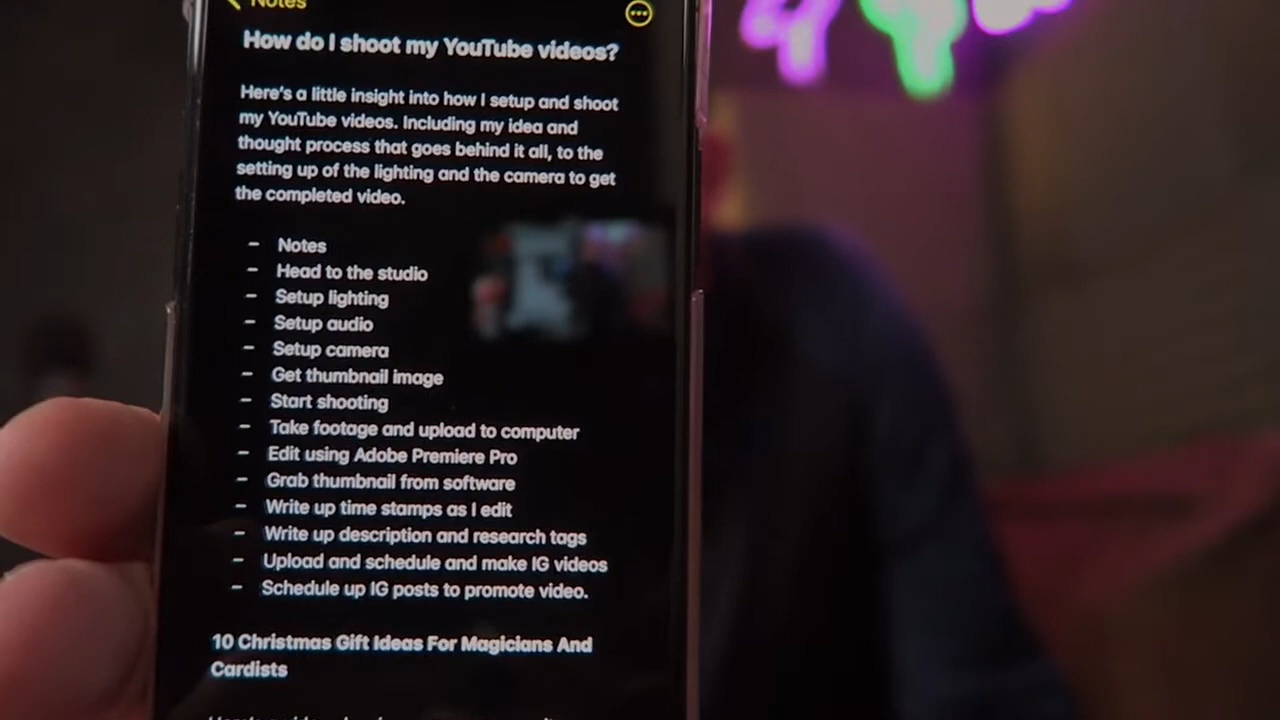 Notes
How do I shoot my YouTube videos?
Here's a little insight into how I setup and shoot
my YouTube videos. Including my idea and
thought process that goes behind it all, to the
setting up of the lighting and the camera to get
the completed video.
- Notes
- Head to the studio
- Setup lighting
- Setup audio
- Setup camera
- Get thumbnail image
- Start shooting
- Take footage and upload to computer
- Edit using Adobe Premiere Pro
- Grab thumbnail from software
- Write up time stamps as I edit
- Write up description and research tags
- Upload and schedule and make IG videos
- Schedule up IG posts to promote video.
10 Christmas Gift Ideas For Magicians And
Cardists